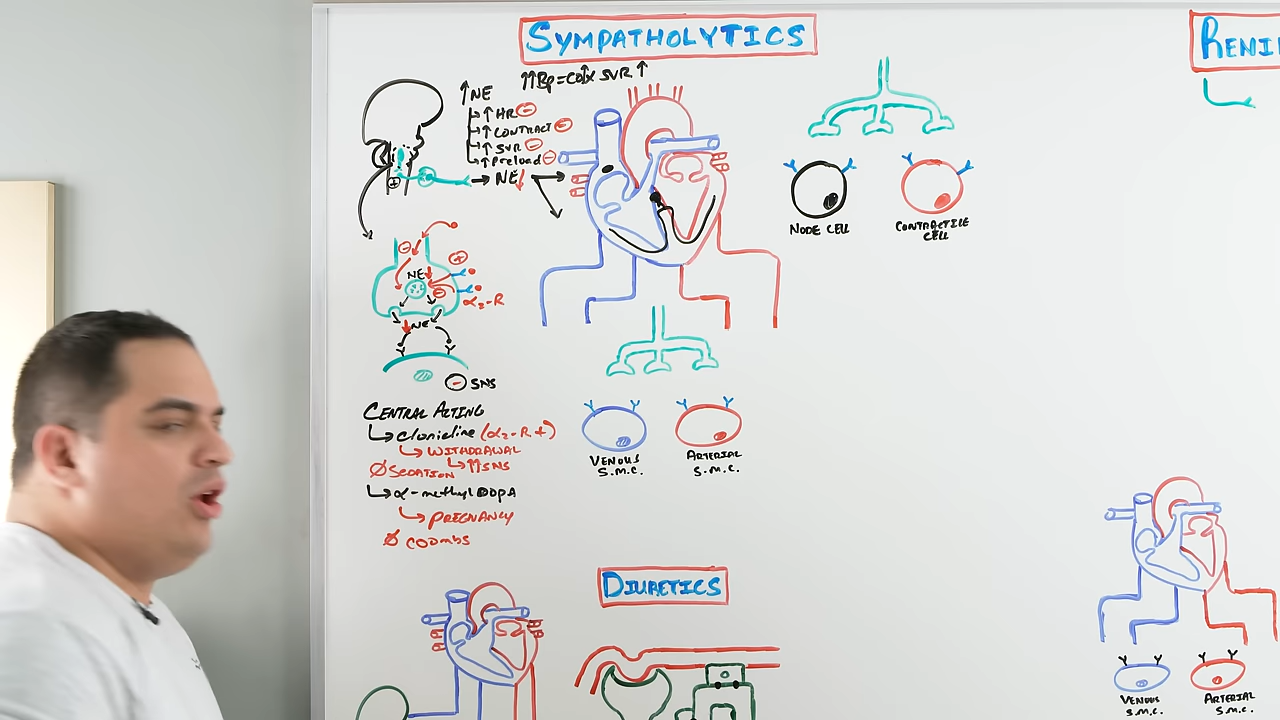 SYMPATHOLYTICS
RENI
↑↑BP=CO↑x SVR↑
↑NE
↑HR ⊖
↑CONTRACT ⊖
↑SVR ⊖
↑Preload ⊖
→ NE↓
NODE CELL
CONTRACTILE
CELL
NE↓
α₂-R
↓NE
⊖ SNS
CENTRAL ACTING
↳ clonidine (α₂-R+)
↳ WITHDRAWAL
↳ ↑↑SNS
Ø SEDATION
↳ α-methyl DOPA
↳ PREGNANCY
Ø COOMBS
VENOUS
S.M.C.
ARTERIAL
S.M.C.
DIURETICS
VENOUS
S.M.C.
ARTERIAL
S.M.C.